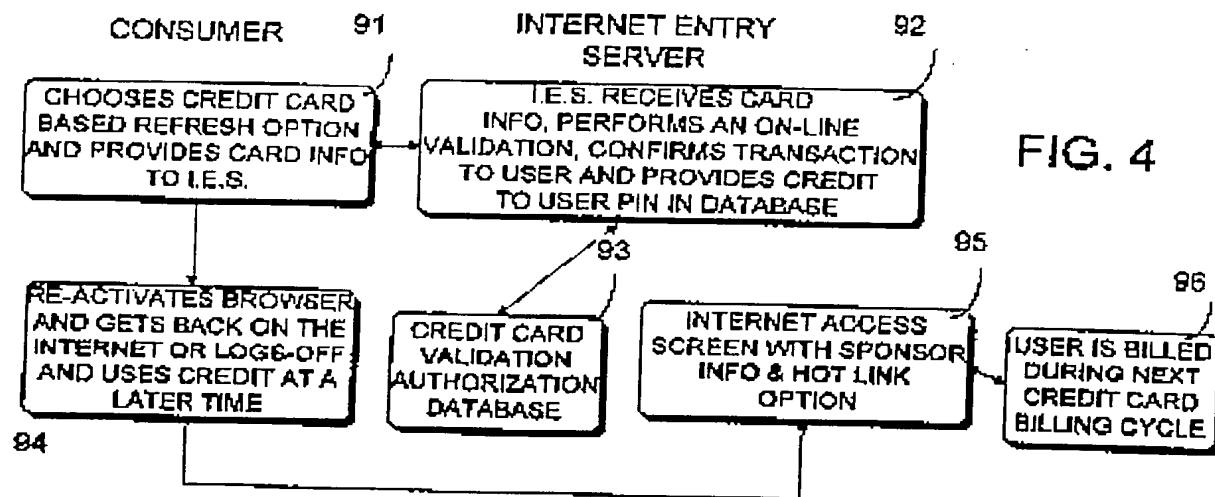 CONSUMER
91
INTERNET ENTRY
SERVER
92
CHOOSES CREDIT CARD
BASED REFRESH OPTION
AND PROVIDES CARD INFO
TO I.E.S.
I.E.S. RECEIVES CARD
INFO, PERFORMS AN ON-LINE
VALIDATION, CONFIRMS TRANSACTION
TO USER AND PROVIDES CREDIT
TO USER PIN IN DATABASE
FIG. 4
93
95
96
RE-ACTIVATES BROWSER
AND GETS BACK ON THE
INTERNET OR LOGS-OFF
AND USES CREDIT AT A
LATER TIME
94
CREDIT CARD
VALIDATION
AUTHORIZATION
DATABASE
INTERNET ACCESS
SCREEN WITH SPONSOR
INFO & HOT LINK
OPTION
USER IS BILLED
DURING NEXT
CREDIT CARD
BILLING CYCLE